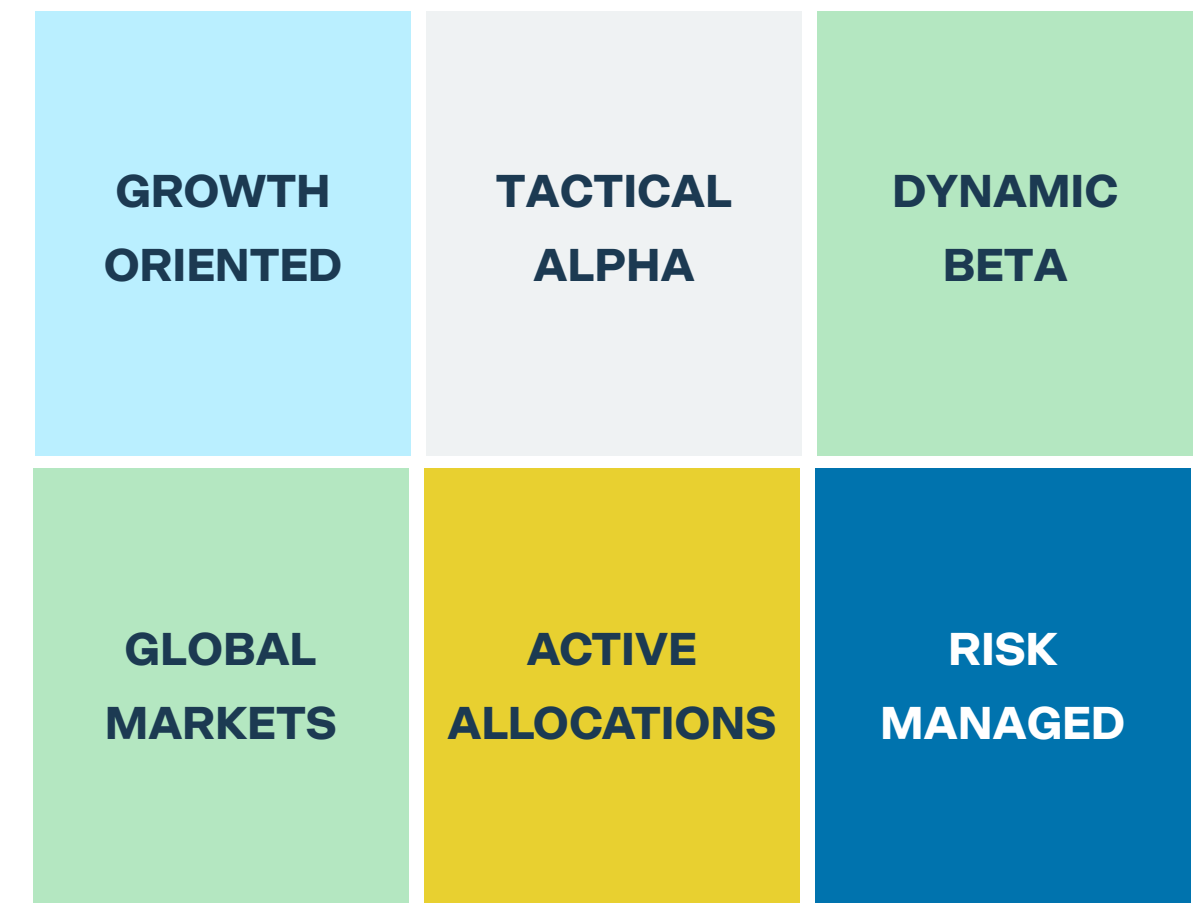 GROWTH
ORIENTED
TACTICAL
ALPHA
DYNAMIC
BETA
GLOBAL
MARKETS
ACTIVE
ALLOCATIONS
RISK
MANAGED